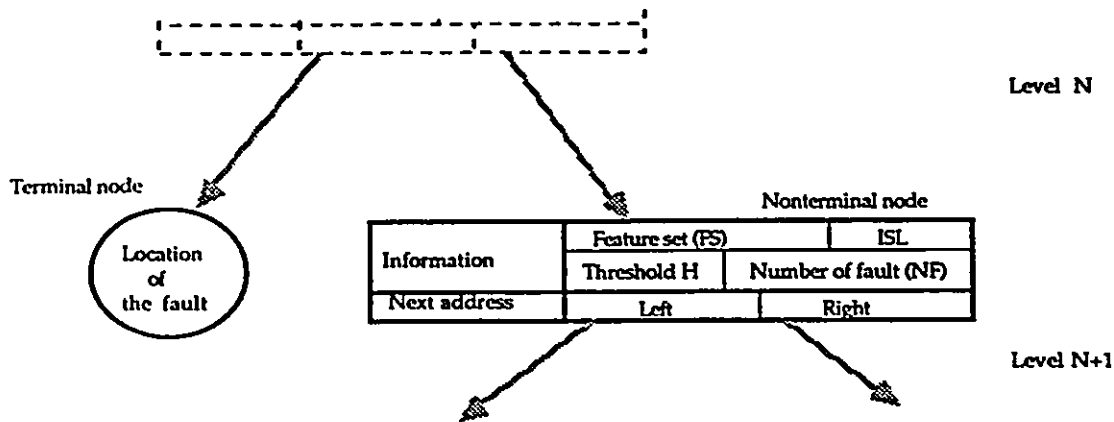 Level N
Terminal node
Nonterminal node
Location
of
the fault
Information
Feature set (FS)
ISL
Threshold H
Number of fault (NF)
Next address
Left
Right
Level N+1